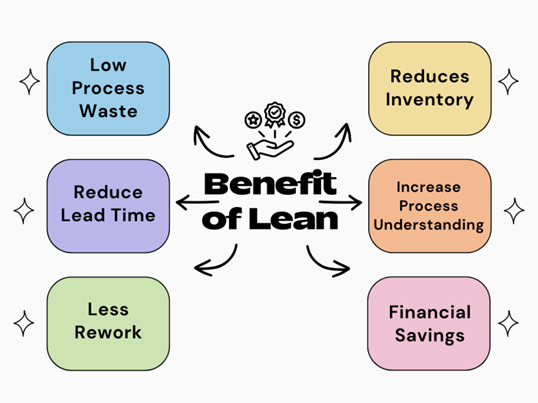 Low
Process
Waste
Reduces
Inventory
$
Benefit
of Lean
Reduce
Lead Time
Increase
Process
Understanding
Less
Rework
Financial
Savings